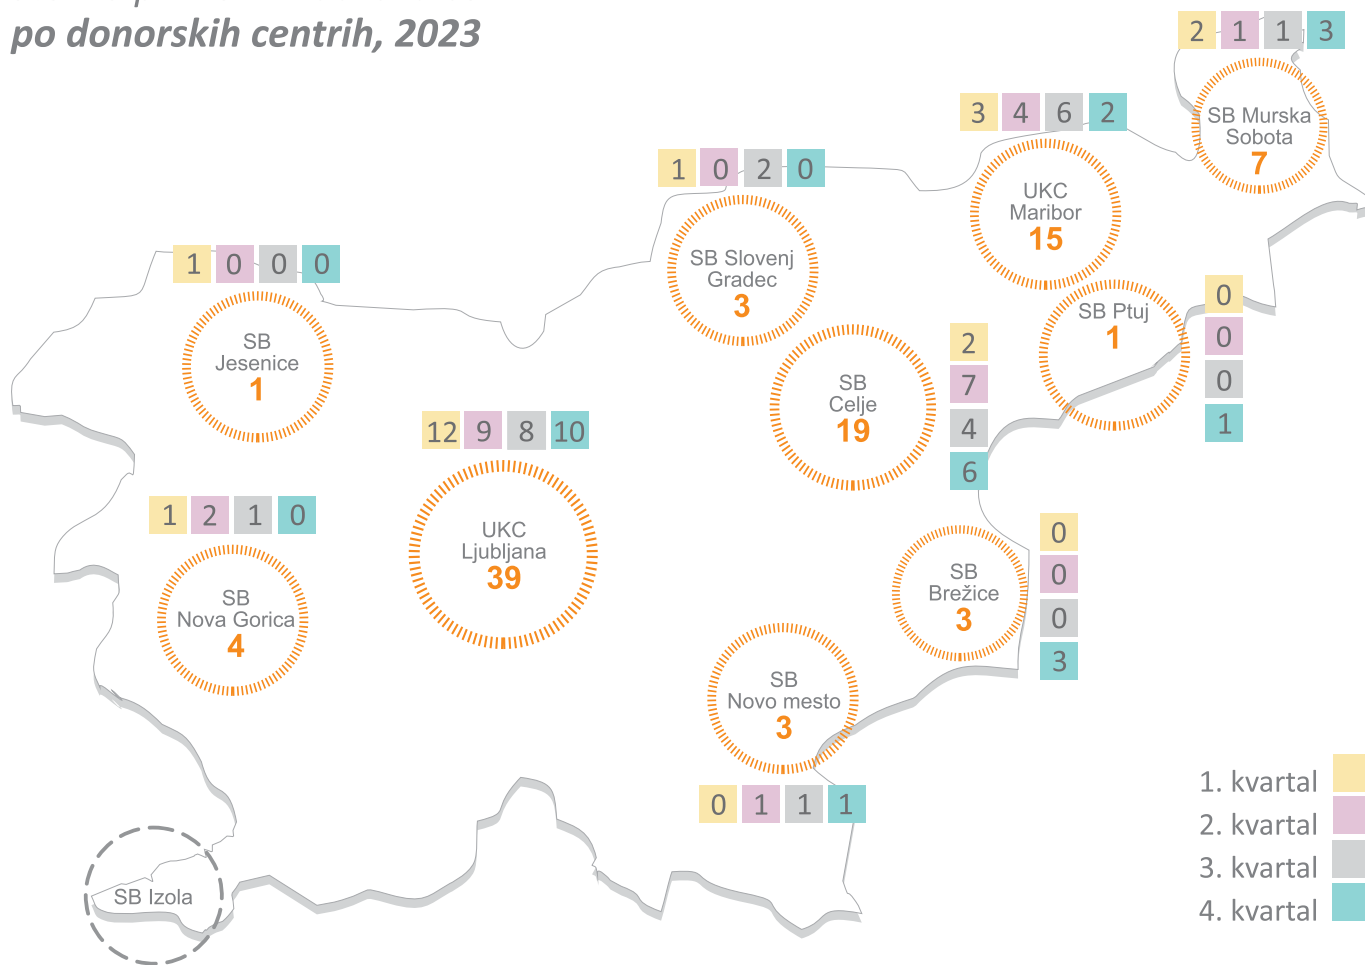 po donorskih centrih, 2023
2 1 1 3
SB Murska
Sobota
7
3 4 6 2
UKC
Maribor
15
1 0 2 0
SB Slovenj
Gradec
3
1 0 0 0
SB
Jesenice
1
SB Ptuj
1
0
0
0
1
SB
Celje
19
2
7
4
6
12 9 8 10
UKC
Ljubljana
39
1 2 1 0
SB
Nova Gorica
4
SB
Brežice
3
0
0
0
3
SB
Novo mesto
3
0 1 1 1
SB Izola
1. kvartal
2. kvartal
3. kvartal
4. kvartal